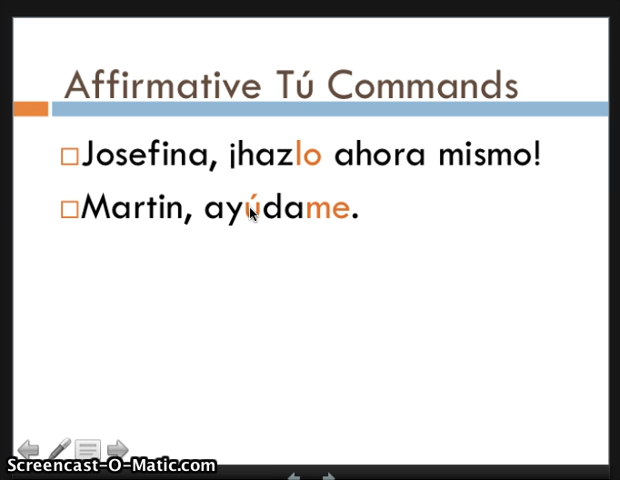 Affirmative Tú Commands
Josefina, ¡hazlo ahora mismo!
Martin, ayúdame.
Screencast-O-Matic.com